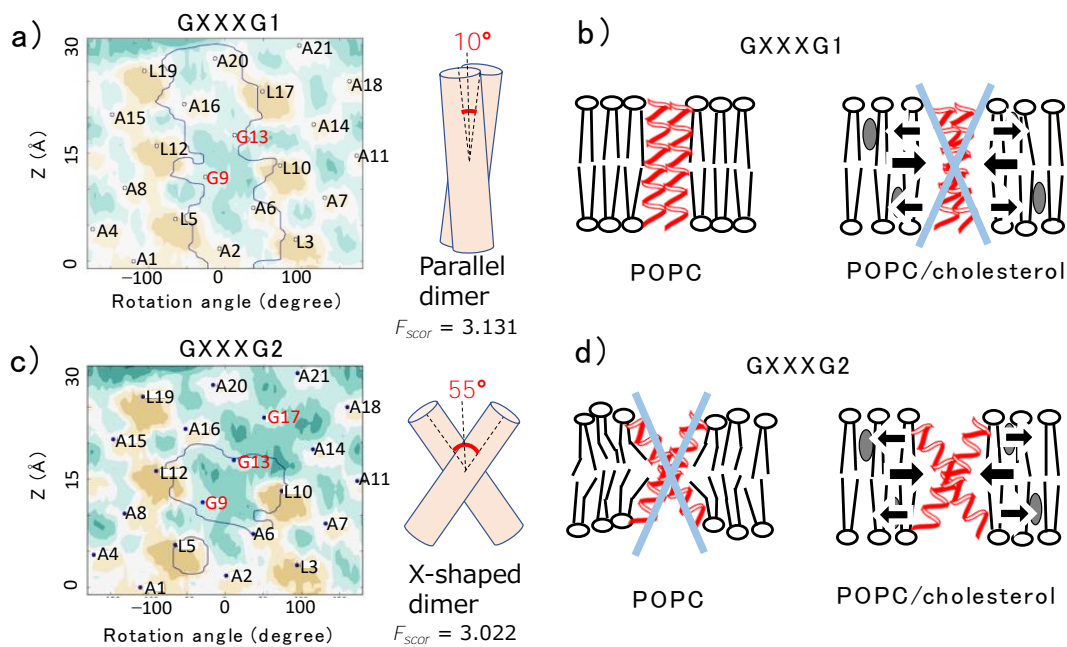 a)
GXXXG1
30
15
0
Z (Å)
A21
A20
L19
A18
L17
A16
A15
A14
G13
L12
A11
L10
G9
A8
A7
A6
L5
A4
L3
A2
A1
−100
0
100
Rotation angle (degree)
10°
Parallel
dimer
F_scor = 3.131
b)
GXXXG1
POPC
POPC/cholesterol
c)
GXXXG2
30
15
0
Z (Å)
A21
A20
L19
A18
G17
A16
A15
A14
G13
L12
A11
L10
G9
A8
A7
A6
L5
A4
L3
A2
A1
−100
0
100
Rotation angle (degree)
55°
X-shaped
dimer
F_scor = 3.022
d)
GXXXG2
POPC
POPC/cholesterol